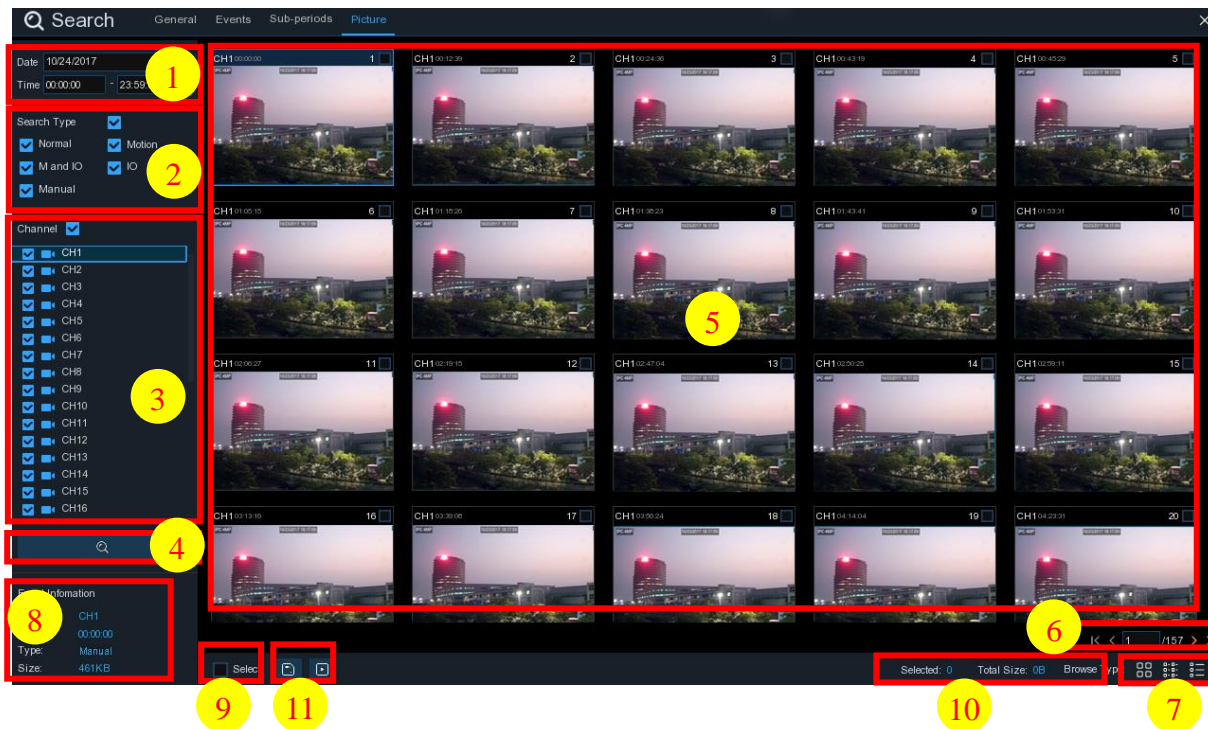 Search General Events Sub-periods Picture
Date 10/24/2017
Time 00:00:00 - 23:59
1
Search Type
Normal Motion
M and IO IO
Manual
2
Channel
CH1
CH2
CH3
CH4
CH5
CH6
CH7
CH8
CH9
CH10
CH11
CH12
CH13
CH14
CH15
CH16
3
4
Infomation
CH1
00:00:00
Type: Manual
Size: 461KB
8
CH1 00:00:00 1
CH1 00:12:39 2
CH1 00:24:36 3
CH1 00:43:19 4
CH1 00:45:29 5
CH1 01:05:15 6
CH1 01:18:26 7
CH1 01:38:23 8
CH1 01:43:41 9
CH1 01:53:31 10
5
CH1 02:06:27 11
CH1 02:19:15 12
CH1 02:47:04 13
CH1 02:50:25 14
CH1 02:59:11 15
CH1 03:13:16 16
CH1 03:39:08 17
CH1 03:56:24 18
CH1 04:14:04 19
CH1 04:23:31 20
6
1 /157
Selec
Selected: 0 Total Size: 0B Browse Typ
9
11
10
7